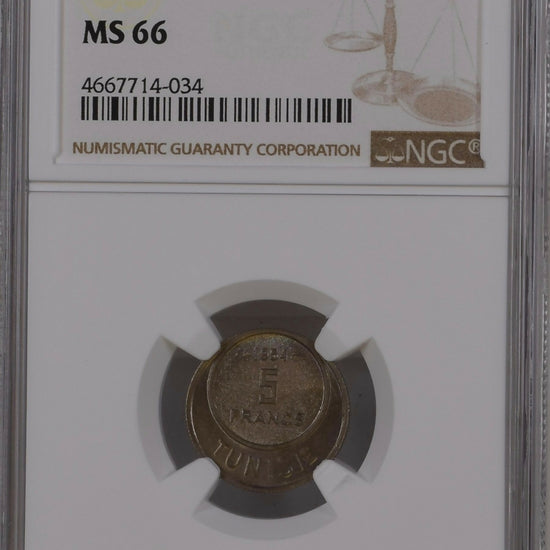 MS 66
4667714-034
NUMISMATIC GUARANTY CORPORATION NGC®
5
FRANCS
TUNISIE